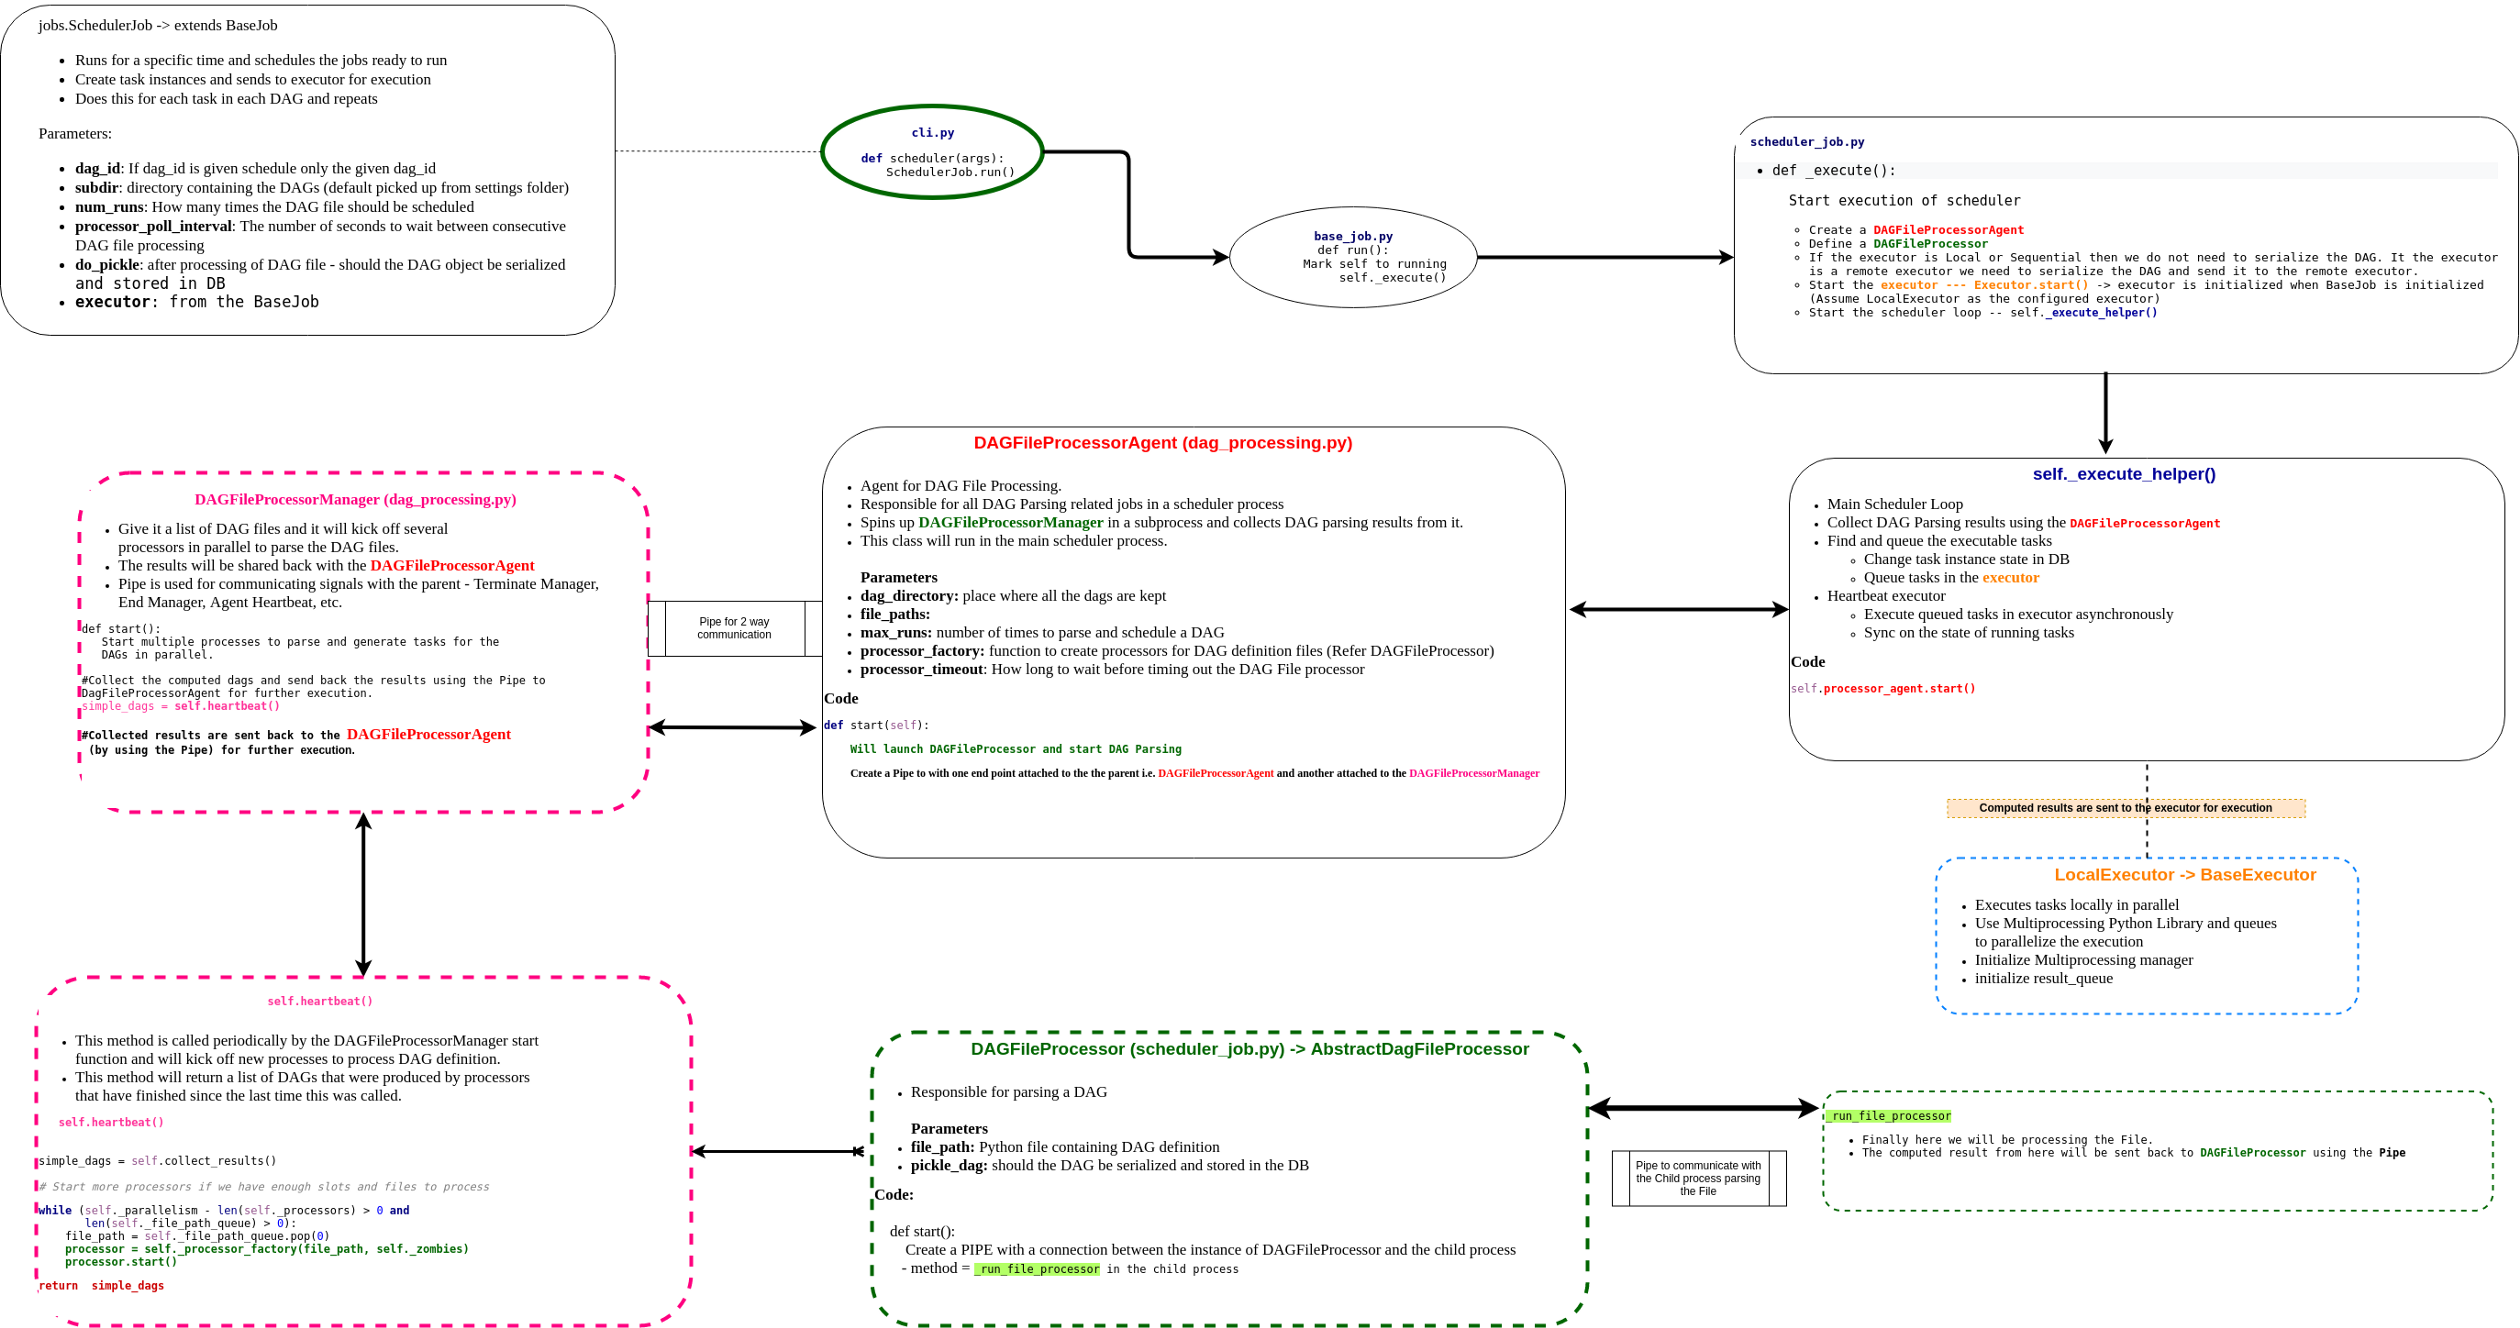 jobs.SchedulerJob -> extends BaseJob
Runs for a specific time and schedules the jobs ready to run
Create task instances and sends to executor for execution
Does this for each task in each DAG and repeats
Parameters:
dag_id: If dag_id is given schedule only the given dag_id
subdir: directory containing the DAGs (default picked up from settings folder)
num_runs: How many times the DAG file should be scheduled
processor_poll_interval: The number of seconds to wait between consecutive
DAG file processing
do_pickle: after processing of DAG file - should the DAG object be serialized
and stored in DB
executor: from the BaseJob
cli.py
def scheduler(args):
SchedulerJob.run()
base_job.py
def run():
Mark self to running
self._execute()
scheduler_job.py
def _execute():
Start execution of scheduler
Create a DAGFileProcessorAgent
Define a DAGFileProcessor
If the executor is Local or Sequential then we do not need to serialize the DAG. It the executor
is a remote executor we need to serialize the DAG and send it to the remote executor.
Start the executor --- Executor.start() -> executor is initialized when BaseJob is initialized
(Assume LocalExecutor as the configured executor)
Start the scheduler loop -- self._execute_helper()
DAGFileProcessorManager (dag_processing.py)
Give it a list of DAG files and it will kick off several
processors in parallel to parse the DAG files.
The results will be shared back with the DAGFileProcessorAgent
Pipe is used for communicating signals with the parent - Terminate Manager,
End Manager, Agent Heartbeat, etc.
def start():
Start multiple processes to parse and generate tasks for the
DAGs in parallel.
#Collect the computed dags and send back the results using the Pipe to
DagFileProcessorAgent for further execution.
simple_dags = self.heartbeat()
#Collected results are sent back to the DAGFileProcessorAgent
(by using the Pipe) for further execution.
Pipe for 2 way
communication
DAGFileProcessorAgent (dag_processing.py)
Agent for DAG File Processing.
Responsible for all DAG Parsing related jobs in a scheduler process
Spins up DAGFileProcessorManager in a subprocess and collects DAG parsing results from it.
This class will run in the main scheduler process.
Parameters
dag_directory: place where all the dags are kept
file_paths:
max_runs: number of times to parse and schedule a DAG
processor_factory: function to create processors for DAG definition files (Refer DAGFileProcessor)
processor_timeout: How long to wait before timing out the DAG File processor
Code
def start(self):
Will launch DAGFileProcessor and start DAG Parsing
Create a Pipe to with one end point attached to the the parent i.e. DAGFileProcessorAgent and another attached to the DAGFileProcessorManager
self._execute_helper()
Main Scheduler Loop
Collect DAG Parsing results using the DAGFileProcessorAgent
Find and queue the executable tasks
Change task instance state in DB
Queue tasks in the executor
Heartbeat executor
Execute queued tasks in executor asynchronously
Sync on the state of running tasks
Code
self.processor_agent.start()
Computed results are sent to the executor for execution
LocalExecutor -> BaseExecutor
Executes tasks locally in parallel
Use Multiprocessing Python Library and queues
to parallelize the execution
Initialize Multiprocessing manager
initialize result_queue
self.heartbeat()
This method is called periodically by the DAGFileProcessorManager start
function and will kick off new processes to process DAG definition.
This method will return a list of DAGs that were produced by processors
that have finished since the last time this was called.
self.heartbeat()
simple_dags = self.collect_results()
# Start more processors if we have enough slots and files to process
while (self._parallelism - len(self._processors) > 0 and
len(self._file_path_queue) > 0):
file_path = self._file_path_queue.pop(0)
processor = self._processor_factory(file_path, self._zombies)
processor.start()
return simple_dags
DAGFileProcessor (scheduler_job.py) -> AbstractDagFileProcessor
Responsible for parsing a DAG
Parameters
file_path: Python file containing DAG definition
pickle_dag: should the DAG be serialized and stored in the DB
Code:
def start():
Create a PIPE with a connection between the instance of DAGFileProcessor and the child process
- method = _run_file_processor in the child process
Pipe to communicate with
the Child process parsing
the File
_run_file_processor
Finally here we will be processing the File.
The computed result from here will be sent back to DAGFileProcessor using the Pipe